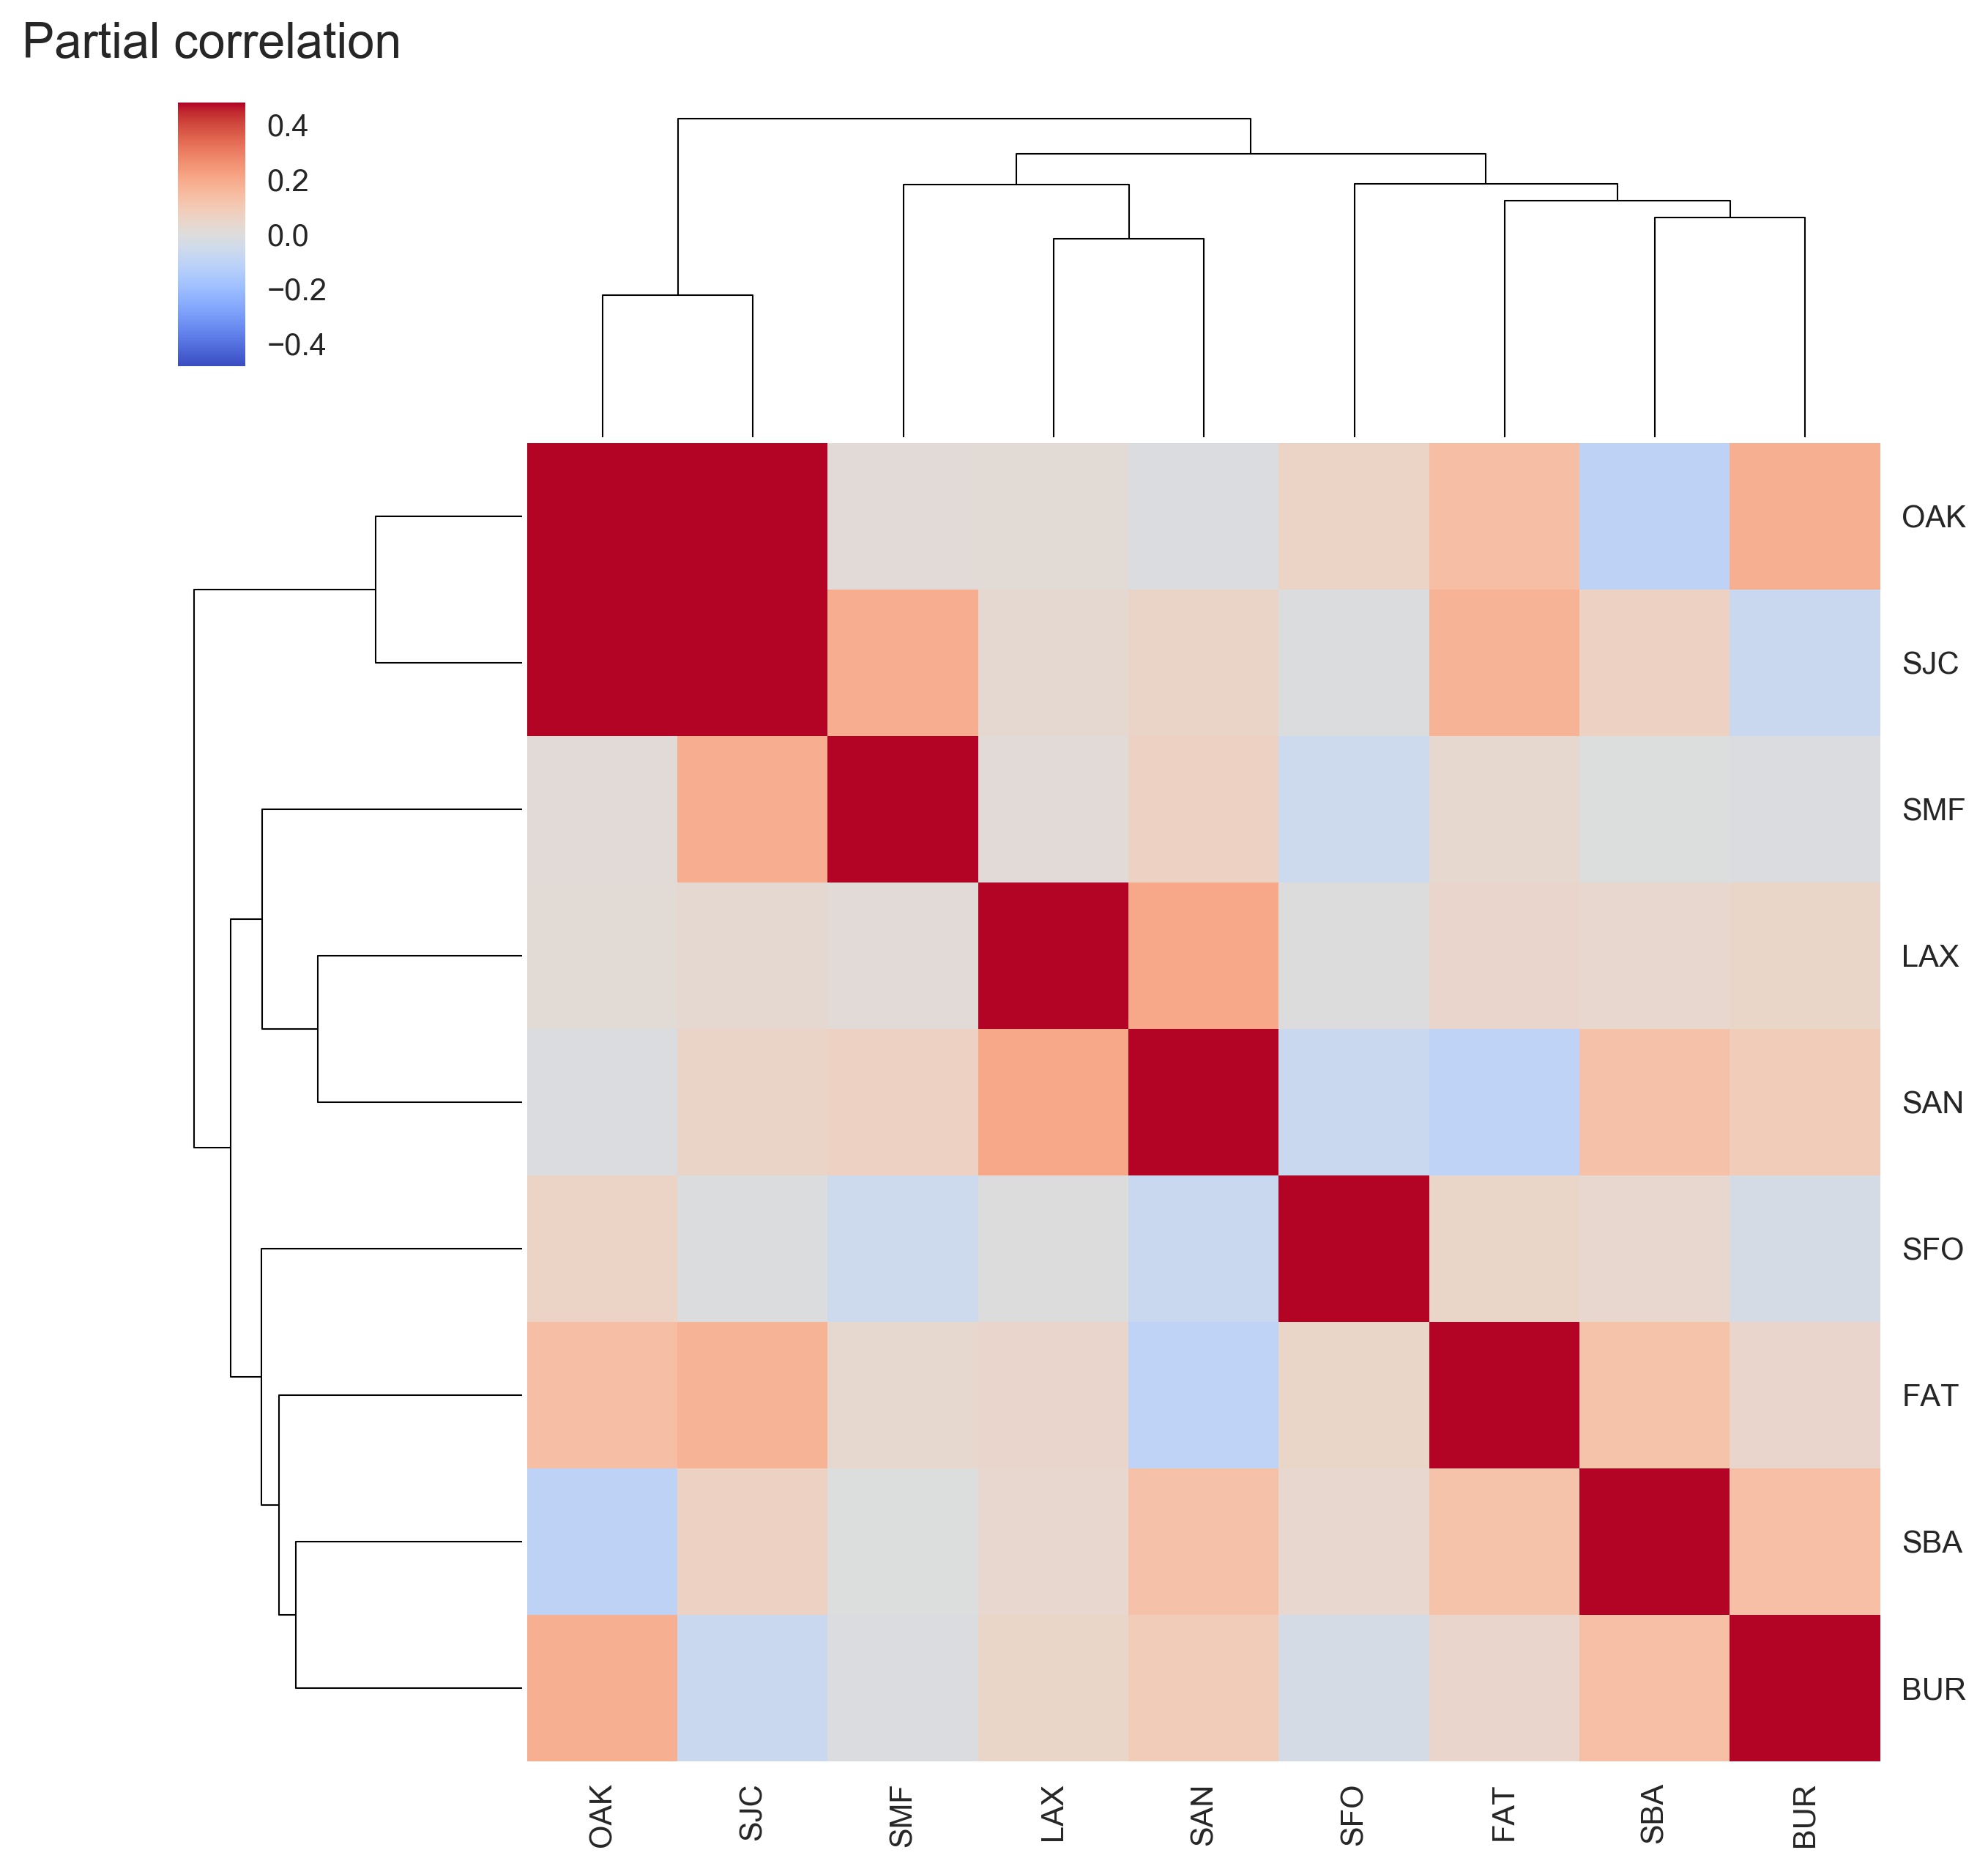 Partial correlation
0.4
0.2
0.0
−0.2
−0.4
OAK
SJC
SMF
LAX
SAN
SFO
FAT
SBA
BUR
OAK
SJC
SMF
LAX
SAN
SFO
FAT
SBA
BUR